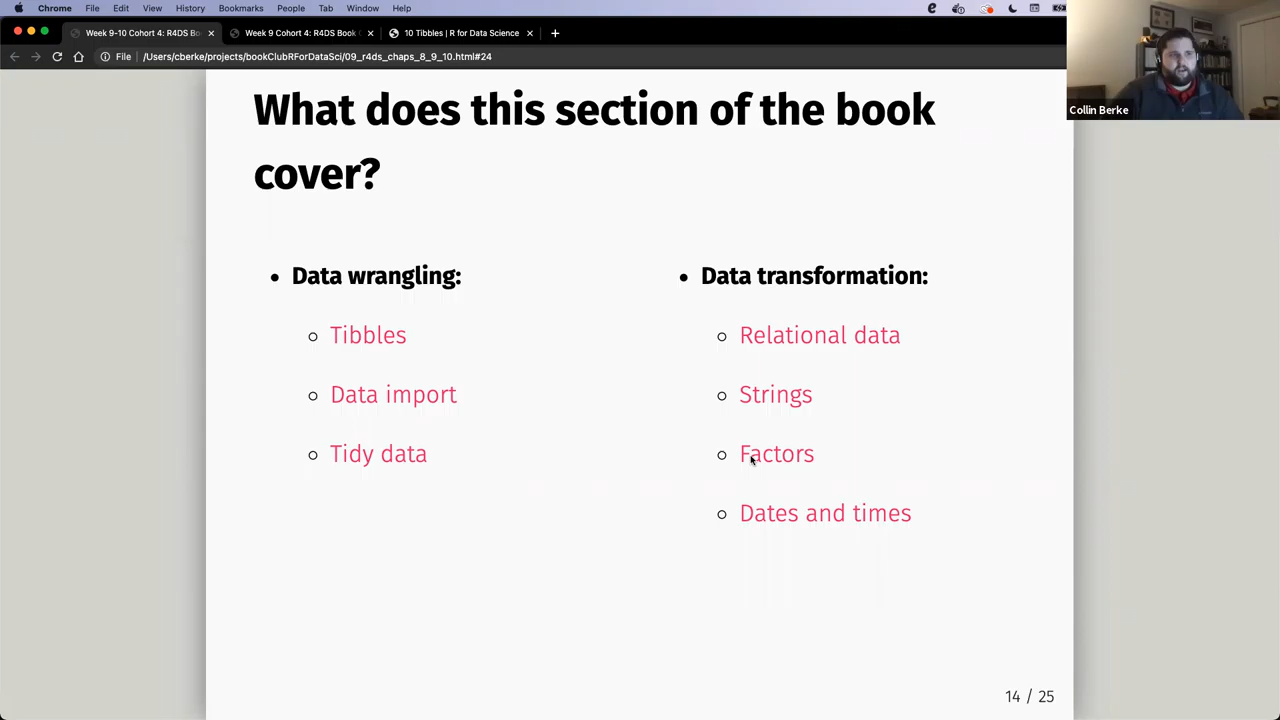 Chrome File Edit View History Bookmarks People Tab Window Help
Week 9-10 Cohort 4: R4DS Bo
Week 9 Cohort 4: R4DS Book
10 Tibbles | R for Data Science
File /Users/cberke/projects/bookClubRForDataSci/09_r4ds_chaps_8_9_10.html#24
Collin Berke
What does this section of the book
cover?
Data wrangling:
Tibbles
Data import
Tidy data
Data transformation:
Relational data
Strings
Factors
Dates and times
14 / 25